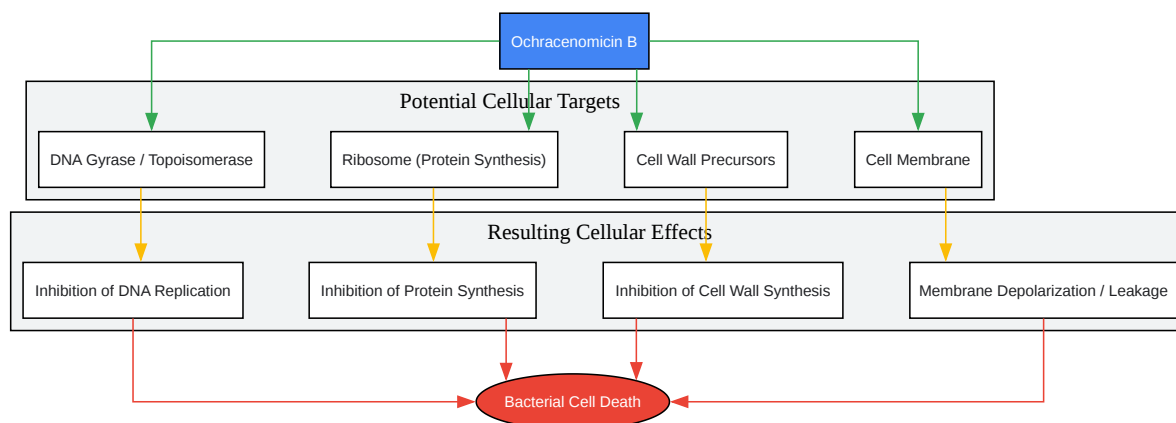 Ochracenomicin B
Potential Cellular Targets
DNA Gyrase / Topoisomerase
Ribosome (Protein Synthesis)
Cell Wall Precursors
Cell Membrane
Resulting Cellular Effects
Inhibition of DNA Replication
Inhibition of Protein Synthesis
Inhibition of Cell Wall Synthesis
Membrane Depolarization / Leakage
Bacterial Cell Death